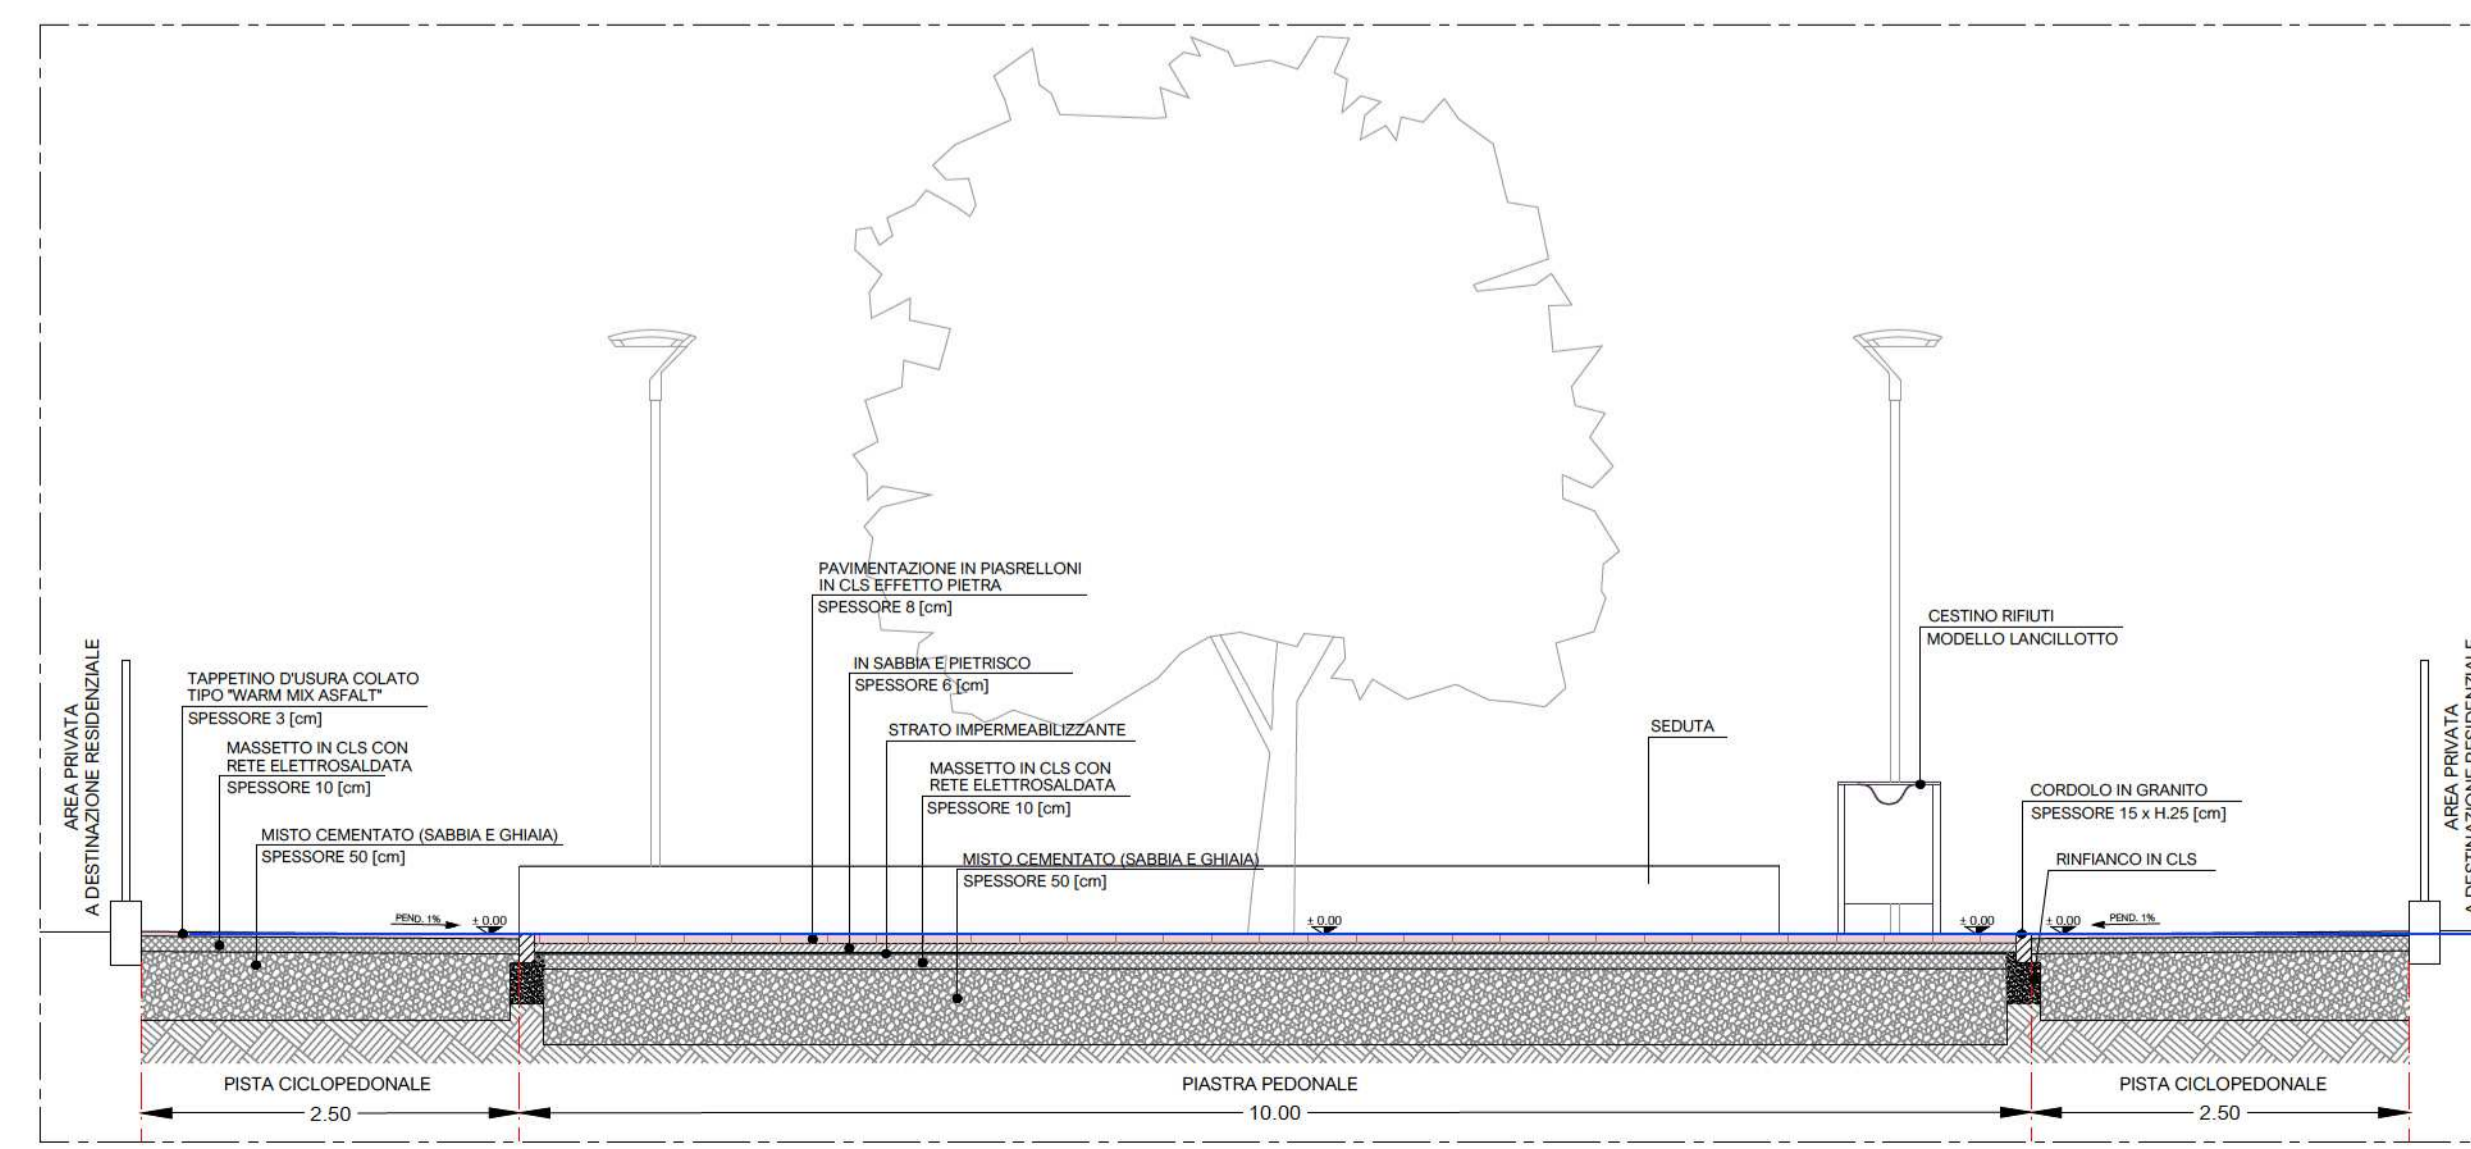 PAVIMENTAZIONE IN PIASRELLONI
IN CLS EFFETTO PIETRA
SPESSORE 8 [cm]
CESTINO RIFIUTI
MODELLO LANCILLOTTO
AREA PRIVATA
A DESTINAZIONE RESIDENZIALE
IN SABBIA E PIETRISCO
SPESSORE 6 [cm]
TAPPETINO D'USURA COLATO
TIPO "WARM MIX ASFALT"
SPESSORE 3 [cm]
STRATO IMPERMEABILIZZANTE
SEDUTA
MASSETTO IN CLS CON
RETE ELETTROSALDATA
SPESSORE 10 [cm]
MASSETTO IN CLS CON
RETE ELETTROSALDATA
SPESSORE 10 [cm]
CORDOLO IN GRANITO
SPESSORE 15 x H.25 [cm]
AREA PRIVATA
A DESTINAZIONE RESIDENZIALE
MISTO CEMENTATO (SABBIA E GHIAIA)
SPESSORE 50 [cm]
MISTO CEMENTATO (SABBIA E GHIAIA)
SPESSORE 50 [cm]
RINFIANCO IN CLS
PEND. 1%
± 0.00
± 0.00
± 0.00
± 0.00
PEND. 1%
PISTA CICLOPEDONALE
PIASTRA PEDONALE
PISTA CICLOPEDONALE
2.50
10.00
2.50